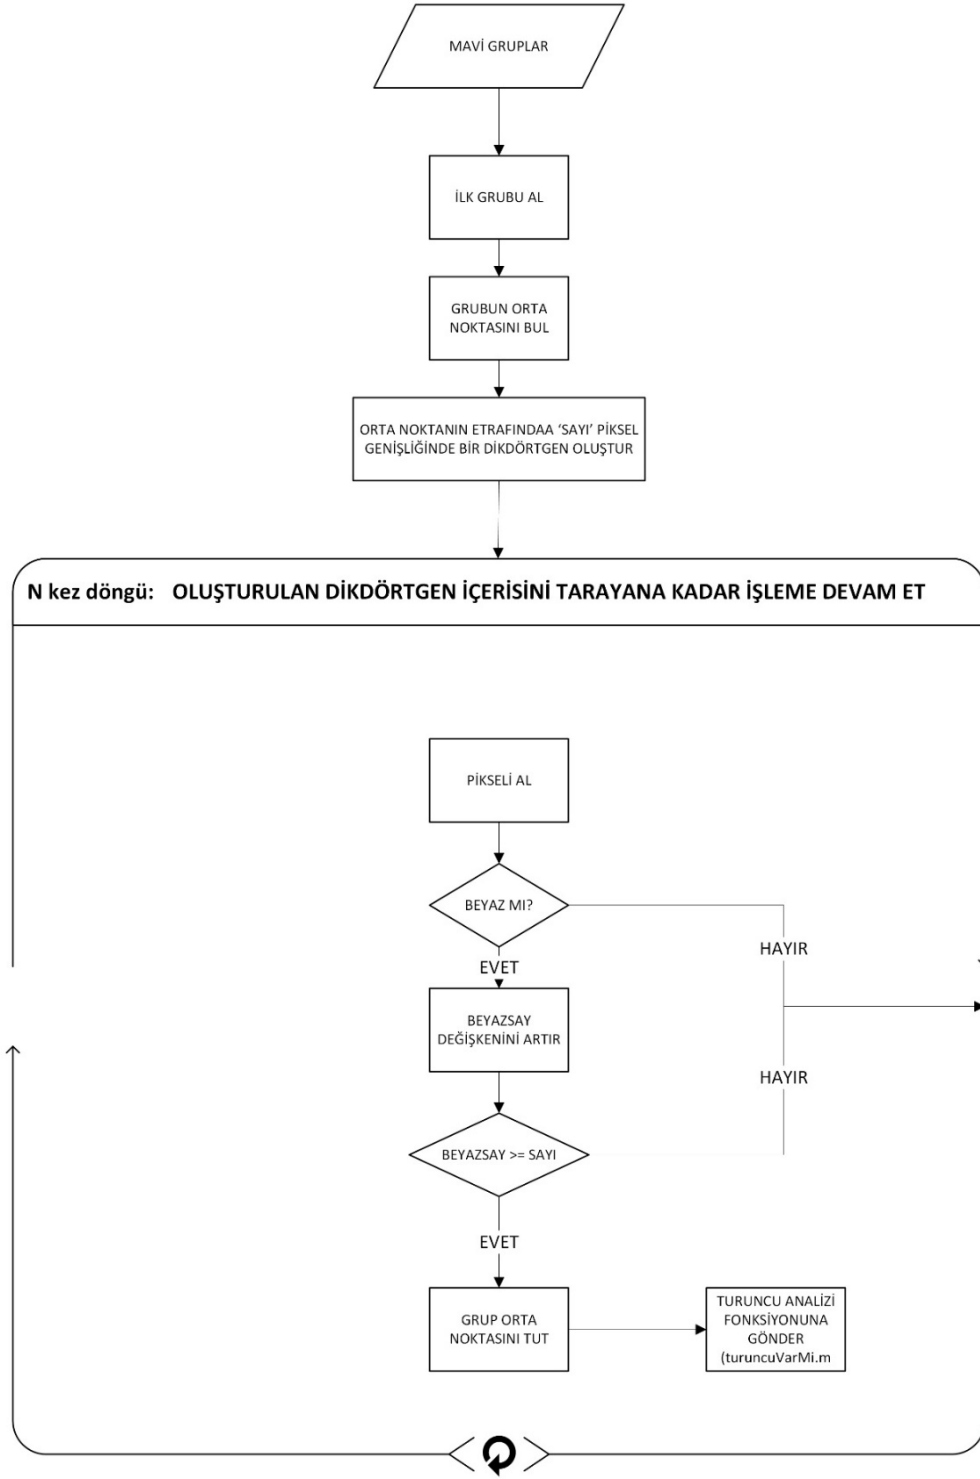 MAVİ GRUPLAR
İLK GRUBU AL
GRUBUN ORTA
NOKTASINI BUL
ORTA NOKTANIN ETRAFINDAA ‘SAYI’ PİKSEL
GENİŞLİĞİNDE BİR DİKDÖRTGEN OLUŞTUR
N kez döngü: OLUŞTURULAN DİKDÖRTGEN İÇERİSİNİ TARAYANA KADAR İŞLEME DEVAM ET
PİKSELİ AL
BEYAZ MI?
HAYIR
EVET
BEYAZSAY
DEĞİŞKENİNİ ARTIR
HAYIR
BEYAZSAY >= SAYI
EVET
GRUP ORTA
NOKTASINI TUT
TURUNCU ANALİZİ
FONKSİYONUNA
GÖNDER
(turuncuVarMi.m